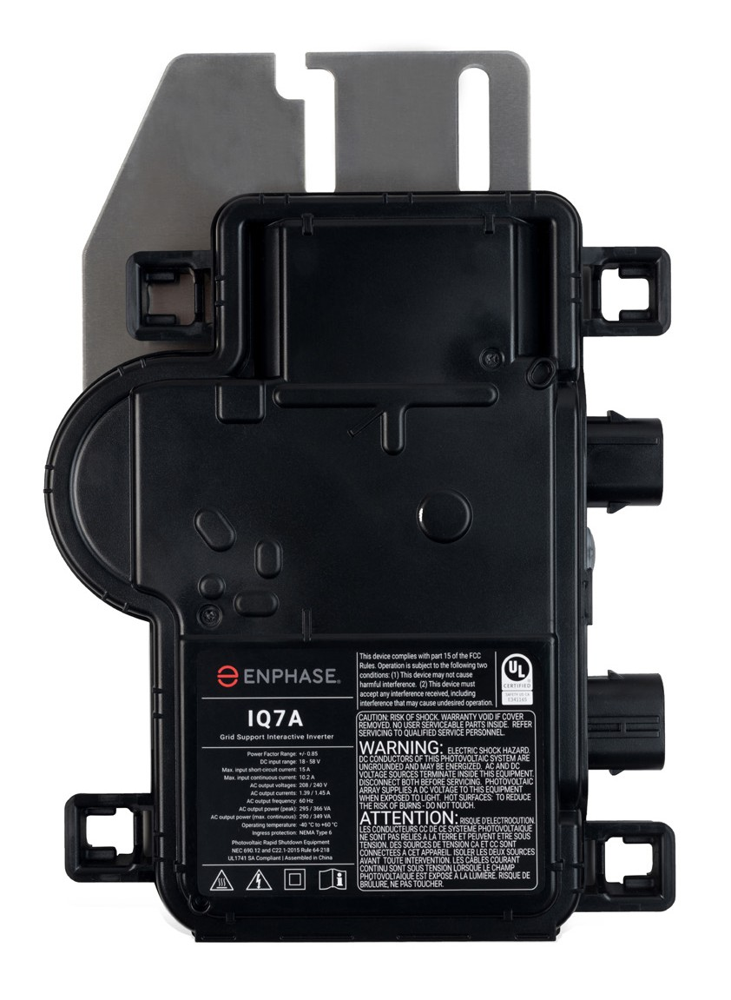 ENPHASE®
IQ7A
Grid Support Interactive Inverter
Power Factor Range: +/- 0.85
DC input range: 18 - 58 V
Max. input short-circuit current: 15 A
Max. input continuous current: 10.2 A
AC output voltages: 208 / 240 V
AC output currents: 1.39 / 1.45 A
AC output frequency: 60 Hz
AC output power (peak): 295 / 366 VA
AC output power (max. continuous): 290 / 349 VA
Operating temperature: -40 °C to +60 °C
Ingress protection: NEMA Type 6
Photovoltaic Rapid Shutdown Equipment
NEC 690.12 and C22.1-2015 Rule 64-218
UL1741 SA Compliant | Assembled in China
This device complies with part 15 of the FCC
Rules. Operation is subject to the following two
conditions: (1) This device may not cause
harmful interference. (2) This device must
accept any interference received, including
interference that may cause undesired operation.
UL
CERTIFIED
CAUTION: RISK OF SHOCK, WARRANTY VOID IF COVER
REMOVED. NO USER SERVICEABLE PARTS INSIDE. REFER
SERVICING TO QUALIFIED SERVICE PERSONNEL.
WARNING: ELECTRIC SHOCK HAZARD.
DC CONDUCTORS OF THIS PHOTOVOLTAIC SYSTEM ARE
UNGROUNDED AND MAY BE ENERGIZED. AC AND DC
VOLTAGE SOURCES TERMINATE INSIDE THIS EQUIPMENT.
DISCONNECT BOTH BEFORE SERVICING. PHOTOVOLTAIC
ARRAY SUPPLIES A DC VOLTAGE TO THIS EQUIPMENT
WHEN EXPOSED TO LIGHT. HOT SURFACES: TO REDUCE
THE RISK OF BURNS - DO NOT TOUCH.
ATTENTION: RISQUE D'ELECTROCUTION.
LES CONDUCTEURS CC DE CE SYSTEME PHOTOVOLTAIQUE
NE SONT PAS RELIES A LA TERRE ET PEUVENT ETRE SOUS
TENSION. DES SOURCES DE TENSION CA ET CC SONT
CONNECTEES A CET APPAREIL. ISOLER LES DEUX SOURCES
AVANT TOUTE INTERVENTION. LES CABLES COURANT
CONTINU SONT SOUS TENSION LORSQUE LE CHAMP
PHOTOVOLTAIQUE EST EXPOSÉ A LA LUMIÈRE. RISQUE DE
BRÛLURE, NE PAS TOUCHER.